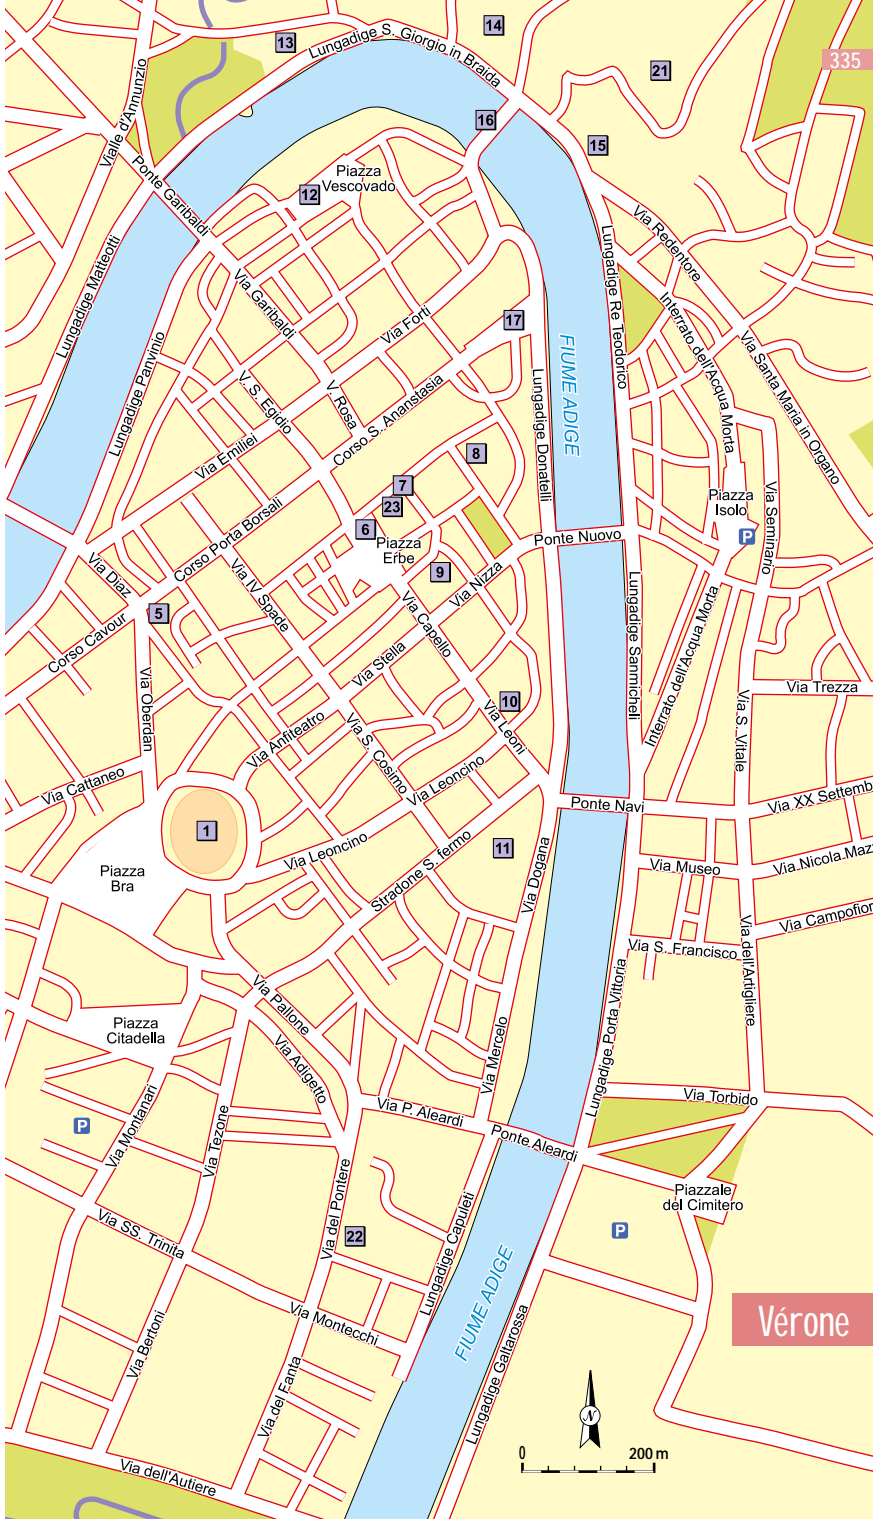 14
13
Lungadige S. Giorgio in Braida
335
21
Vialle d'Annunzio
16
15
Ponte Garibaldi
Piazza
Vescovado
12
Via Redentore
Lungadige Matteotti
Lungadige Re Teodorico
Via Garibaldi
Interrato dell'Acqua Morta
17
Via Forti
FIUME ADIGE
Lungadige Panvinio
Via Santa Maria in Organo
V. S. Egidio
V. Rosa
Corso S. Ananstasia
Lungadige Donatelli
Via Emiliei
8
7
23
Piazza
Isolo
Via Seminario
Corso Porta Borsali
6
Piazza
Erbe
P
Ponte Nuovo
Via Diaz
Via IV Spade
9
Via Nizza
Lungadige Sanmicheli
Interrato dell'Acqua Morta
5
Corso Cavour
Via Capello
Via Stella
Via Oberdan
10
Via Trezza
Via Leoni
Via S. Vitale
Via Anfiteatro
Via S. Cosimo
Via Cattaneo
Via Leoncino
Ponte Navi
Via XX Settemb
1
Via Leoncino
Stradone S. fermo
11
Via Dogana
Piazza
Bra
Via Museo
Via Nicola Maz
Via Campofior
Via S. Francisco
Via dell'Artigliere
Via Pallone
Lungadige Porta Vittoria
Piazza
Citadella
Via Adigetto
Via Mercelo
Via Montanari
Via Tezone
Via P. Aleardi
Via Torbido
P
Ponte Aleardi
Via del Pontere
Lungadige Capuleti
Piazzale
del Cimitero
Via SS. Trinita
22
P
FIUME ADIGE
Via Montecchi
Vérone
Via Bertoni
Lungadige Galtarossa
Via del Fanta
N
0 200 m
Via dell'Autiere